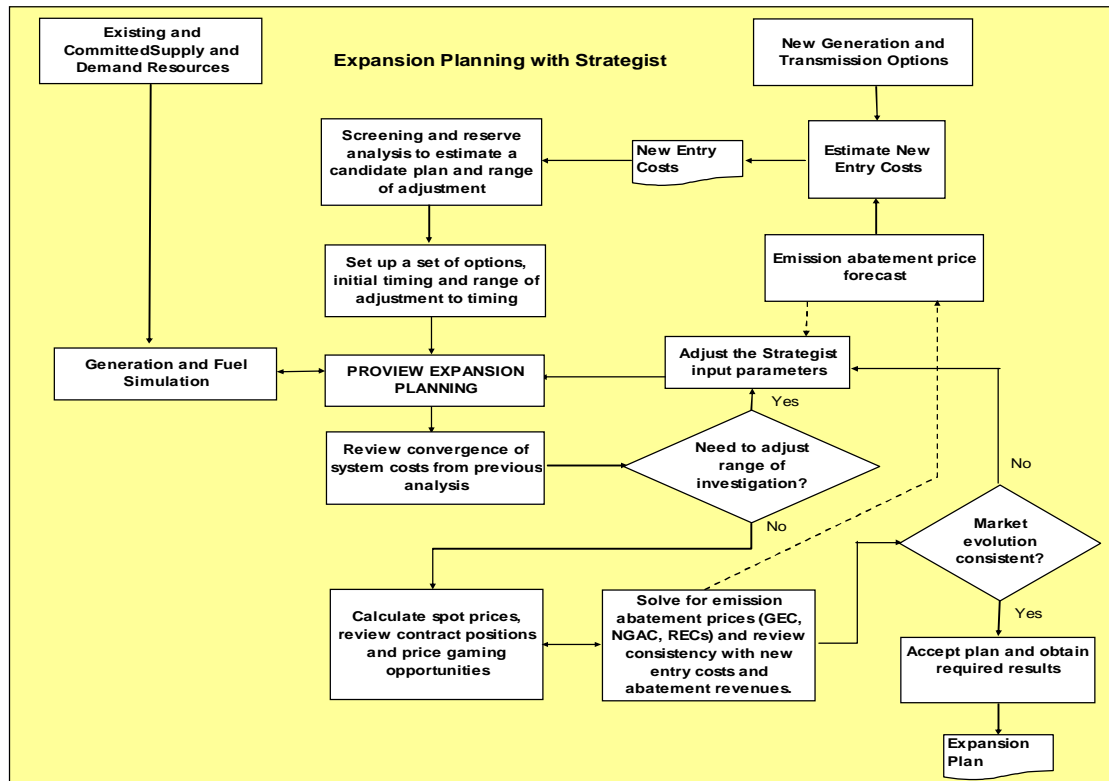 Existing and
CommittedSupply and
Demand Resources
Expansion Planning with Strategist
New Generation and
Transmission Options
Screening and reserve
analysis to estimate a
candidate plan and range
of adjustment
New Entry
Costs
Estimate New
Entry Costs
Set up a set of options,
initial timing and range of
adjustment to timing
Emission abatement price
forecast
Generation and Fuel
Simulation
PROVIEW EXPANSION
PLANNING
Adjust the Strategist
input parameters
Yes
Review convergence of
system costs from previous
analysis
Need to adjust
range of
investigation?
No
No
Market
evolution
consistent?
Yes
Calculate spot prices,
review contract positions
and price gaming
opportunities
Solve for emission
abatement prices (GEC,
NGAC, RECs) and review
consistency with new
entry costs and
abatement revenues.
Accept plan and obtain
required results
Expansion
Plan